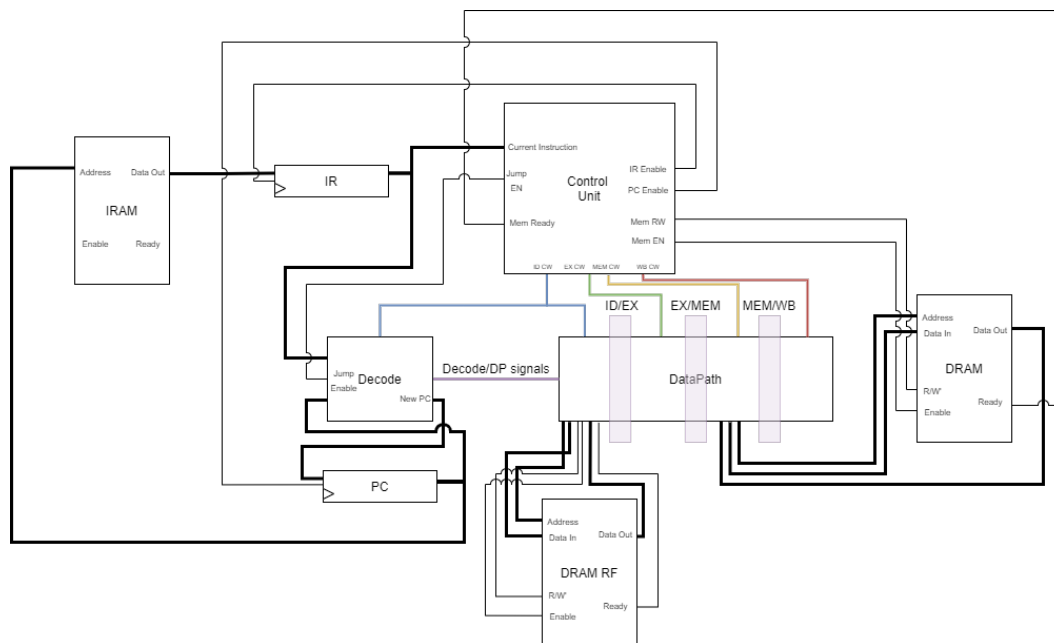 Address
Data Out
IRAM
Enable
Ready
IR
Current Instruction
Jump
EN
IR Enable
Control
Unit
PC Enable
Mem Ready
Mem RW
Mem EN
ID CW
EX CW
MEM CW
WB CW
ID/EX
EX/MEM
MEM/WB
Jump
Enable
Decode
New PC
Decode/DP signals
DataPath
Address
Data In
Data Out
DRAM
R/W'
Enable
Ready
PC
Address
Data In
Data Out
DRAM RF
R/W'
Enable
Ready